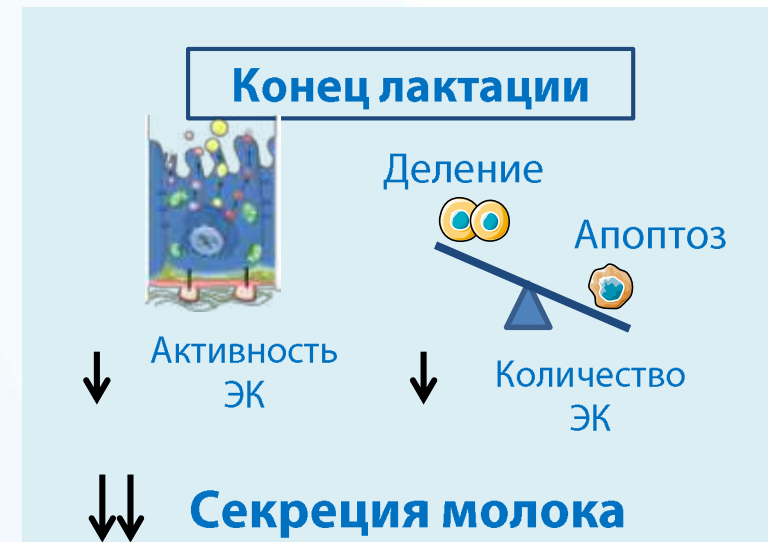 Конец лактации
Деление
Апоптоз
Активность
ЭК
Количество
ЭК
Секреция молока